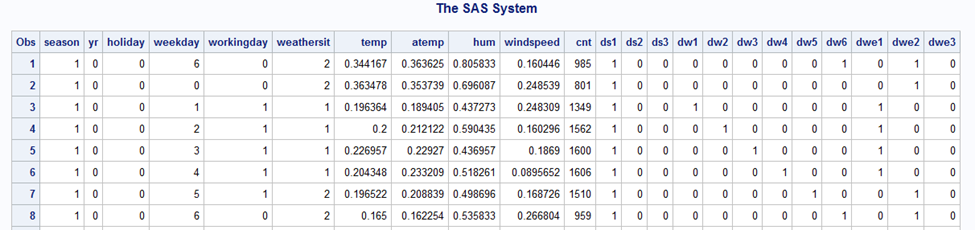 The SAS System
Obs season yr holiday weekday workingday weathersit temp atemp hum windspeed cnt ds1 ds2 ds3 dw1 dw2 dw3 dw4 dw5 dw6 dwe1 dwe2 dwe3
1 1 0 0 6 0 2 0.344167 0.363625 0.805833 0.160446 985 1 0 0 0 0 0 0 0 1 0 1 0
2 1 0 0 0 0 2 0.363478 0.353739 0.696087 0.248539 801 1 0 0 0 0 0 0 0 0 0 1 0
3 1 0 0 1 1 1 0.196364 0.189405 0.437273 0.248309 1349 1 0 0 1 0 0 0 0 0 1 0 0
4 1 0 0 2 1 1 0.2 0.212122 0.590435 0.160296 1562 1 0 0 0 1 0 0 0 0 1 0 0
5 1 0 0 3 1 1 0.226957 0.22927 0.436957 0.1869 1600 1 0 0 0 0 1 0 0 0 1 0 0
6 1 0 0 4 1 1 0.204348 0.233209 0.518261 0.0895652 1606 1 0 0 0 0 0 1 0 0 1 0 0
7 1 0 0 5 1 2 0.196522 0.208839 0.498696 0.168726 1510 1 0 0 0 0 0 0 1 0 0 1 0
8 1 0 0 6 0 2 0.165 0.162254 0.535833 0.266804 959 1 0 0 0 0 0 0 0 1 0 1 0